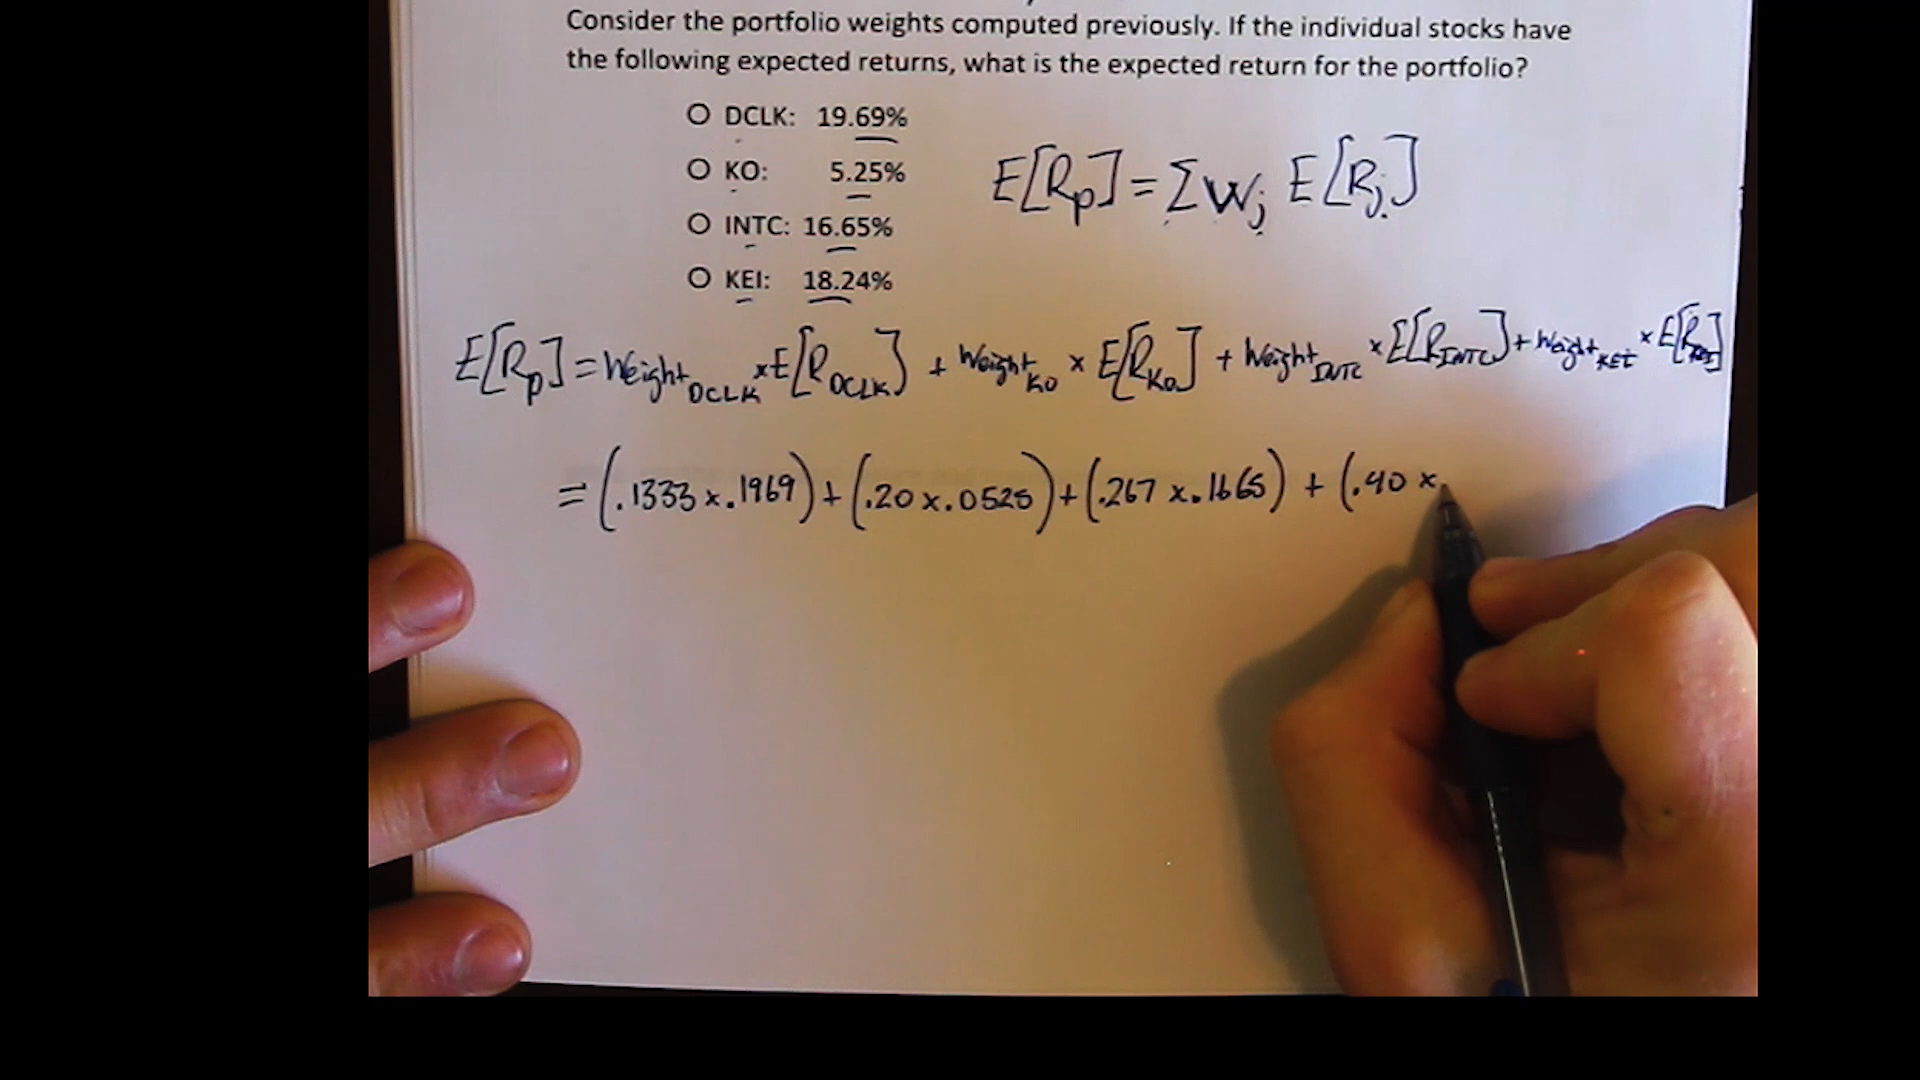 Consider the portfolio weights computed previously. If the individual stocks have
the following expected returns, what is the expected return for the portfolio?
DCLK: 19.69%
KO: 5.25%
INTC: 16.65%
KEI: 18.24%
E[Rp] = ΣWj E[Rj]
E[Rp] = Weight DCLK × E[R DCLK] + Weight KO × E[R KO] + Weight INTC × E[R INTC] + Weight KEI × E[R KEI]
= (.1333 x .1969) + (.20 x .0525) + (.267 x .1665) + (.40 x